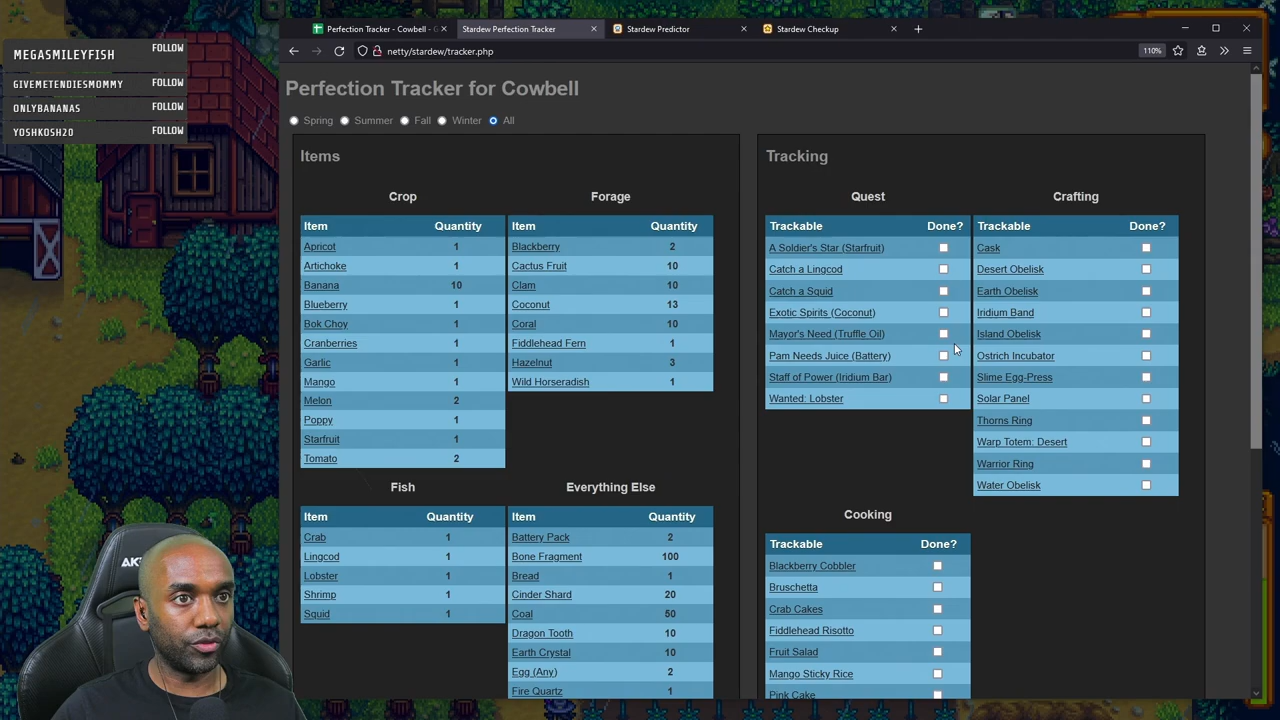 MEGASMILEYFISH FOLLOW
GIVEMETENDIESMOMMY FOLLOW
ONLYBANANAS FOLLOW
YOSHKOSH20 FOLLOW
Perfection Tracker - Cowbell - G
Stardew Perfection Tracker
Stardew Predictor
Stardew Checkup
netty/stardew/tracker.php
110%
Perfection Tracker for Cowbell
Spring Summer Fall Winter All
Items
Crop
Item Quantity
Apricot 1
Artichoke 1
Banana 10
Blueberry 1
Bok Choy 1
Cranberries 1
Garlic 1
Mango 1
Melon 2
Poppy 1
Starfruit 1
Tomato 2
Forage
Item Quantity
Blackberry 2
Cactus Fruit 10
Clam 10
Coconut 13
Coral 10
Fiddlehead Fern 1
Hazelnut 3
Wild Horseradish 1
Fish
Item Quantity
Crab 1
Lingcod 1
Lobster 1
Shrimp 1
Squid 1
Everything Else
Item Quantity
Battery Pack 2
Bone Fragment 100
Bread 1
Cinder Shard 20
Coal 50
Dragon Tooth 10
Earth Crystal 10
Egg (Any) 2
Fire Quartz 1
Tracking
Quest
Trackable Done?
A Soldier's Star (Starfruit)
Catch a Lingcod
Catch a Squid
Exotic Spirits (Coconut)
Mayor's Need (Truffle Oil)
Pam Needs Juice (Battery)
Staff of Power (Iridium Bar)
Wanted: Lobster
Crafting
Trackable Done?
Cask
Desert Obelisk
Earth Obelisk
Iridium Band
Island Obelisk
Ostrich Incubator
Slime Egg-Press
Solar Panel
Thorns Ring
Warp Totem: Desert
Warrior Ring
Water Obelisk
Cooking
Trackable Done?
Blackberry Cobbler
Bruschetta
Crab Cakes
Fiddlehead Risotto
Fruit Salad
Mango Sticky Rice
Pink Cake